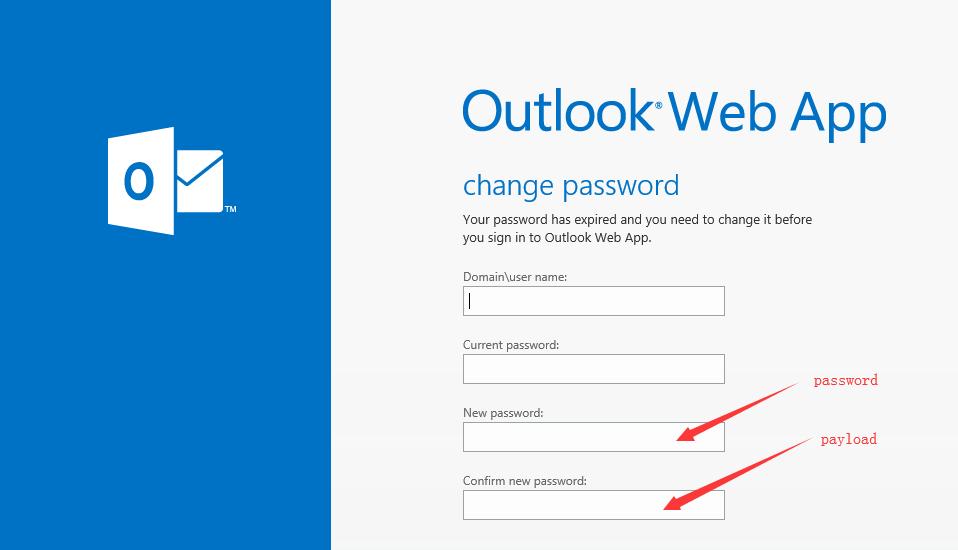 Outlook® Web App
O
TM
change password
Your password has expired and you need to change it before
you sign in to Outlook Web App.
Domain\user name:
Current password:
password
New password:
payload
Confirm new password: